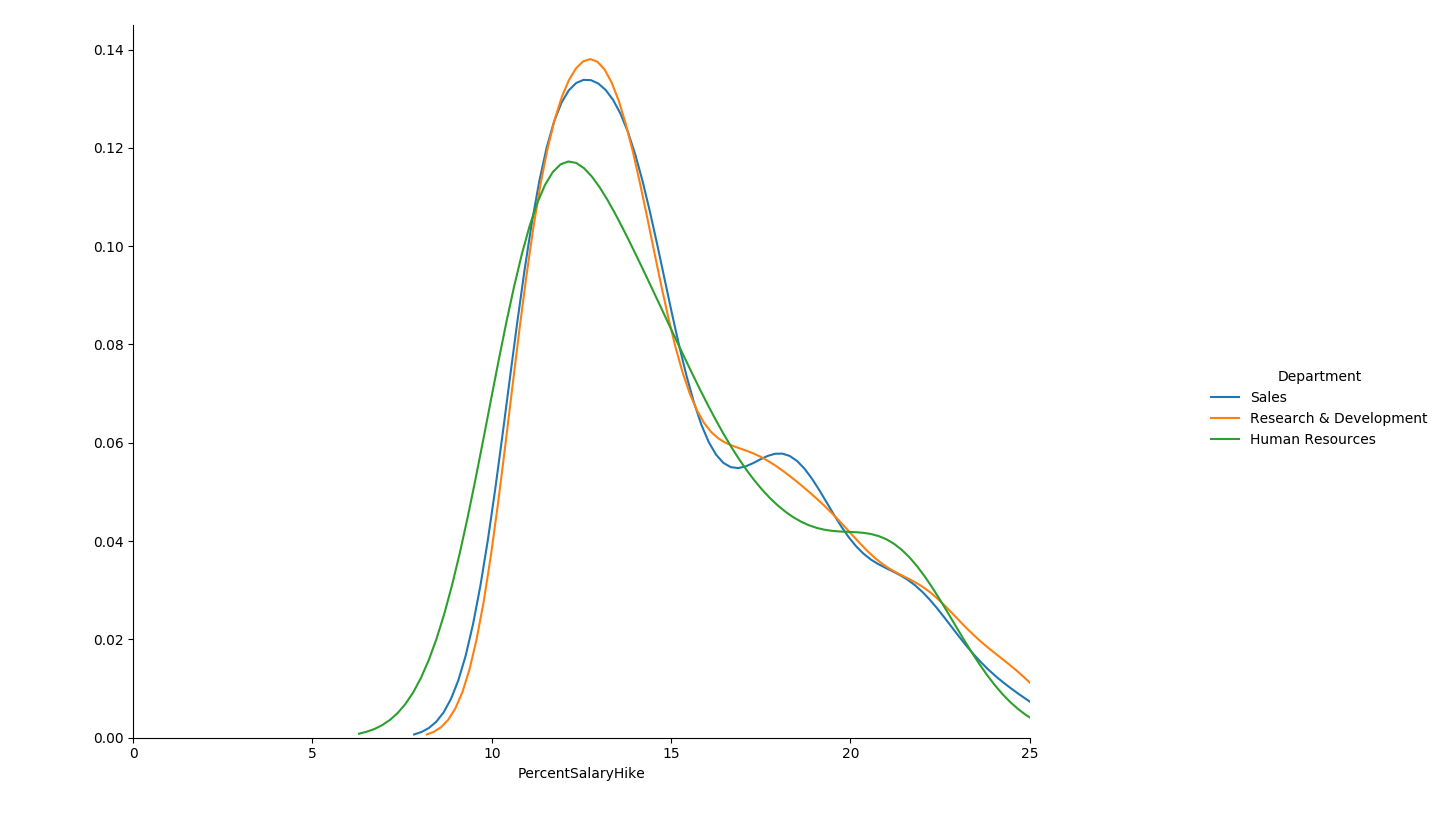 0.14
0.12
0.10
0.08
0.06
0.04
0.02
0.00
0 5 10 15 20 25
PercentSalaryHike
Department
Sales
Research & Development
Human Resources